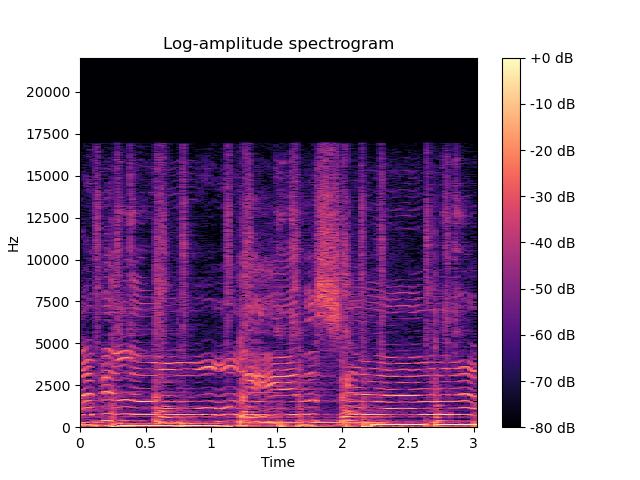 Log-amplitude spectrogram
+0 dB
20000
-10 dB
17500
-20 dB
15000
-30 dB
12500
Hz
-40 dB
10000
-50 dB
7500
-60 dB
5000
-70 dB
2500
0
-80 dB
0 0.5 1 1.5 2 2.5 3
Time